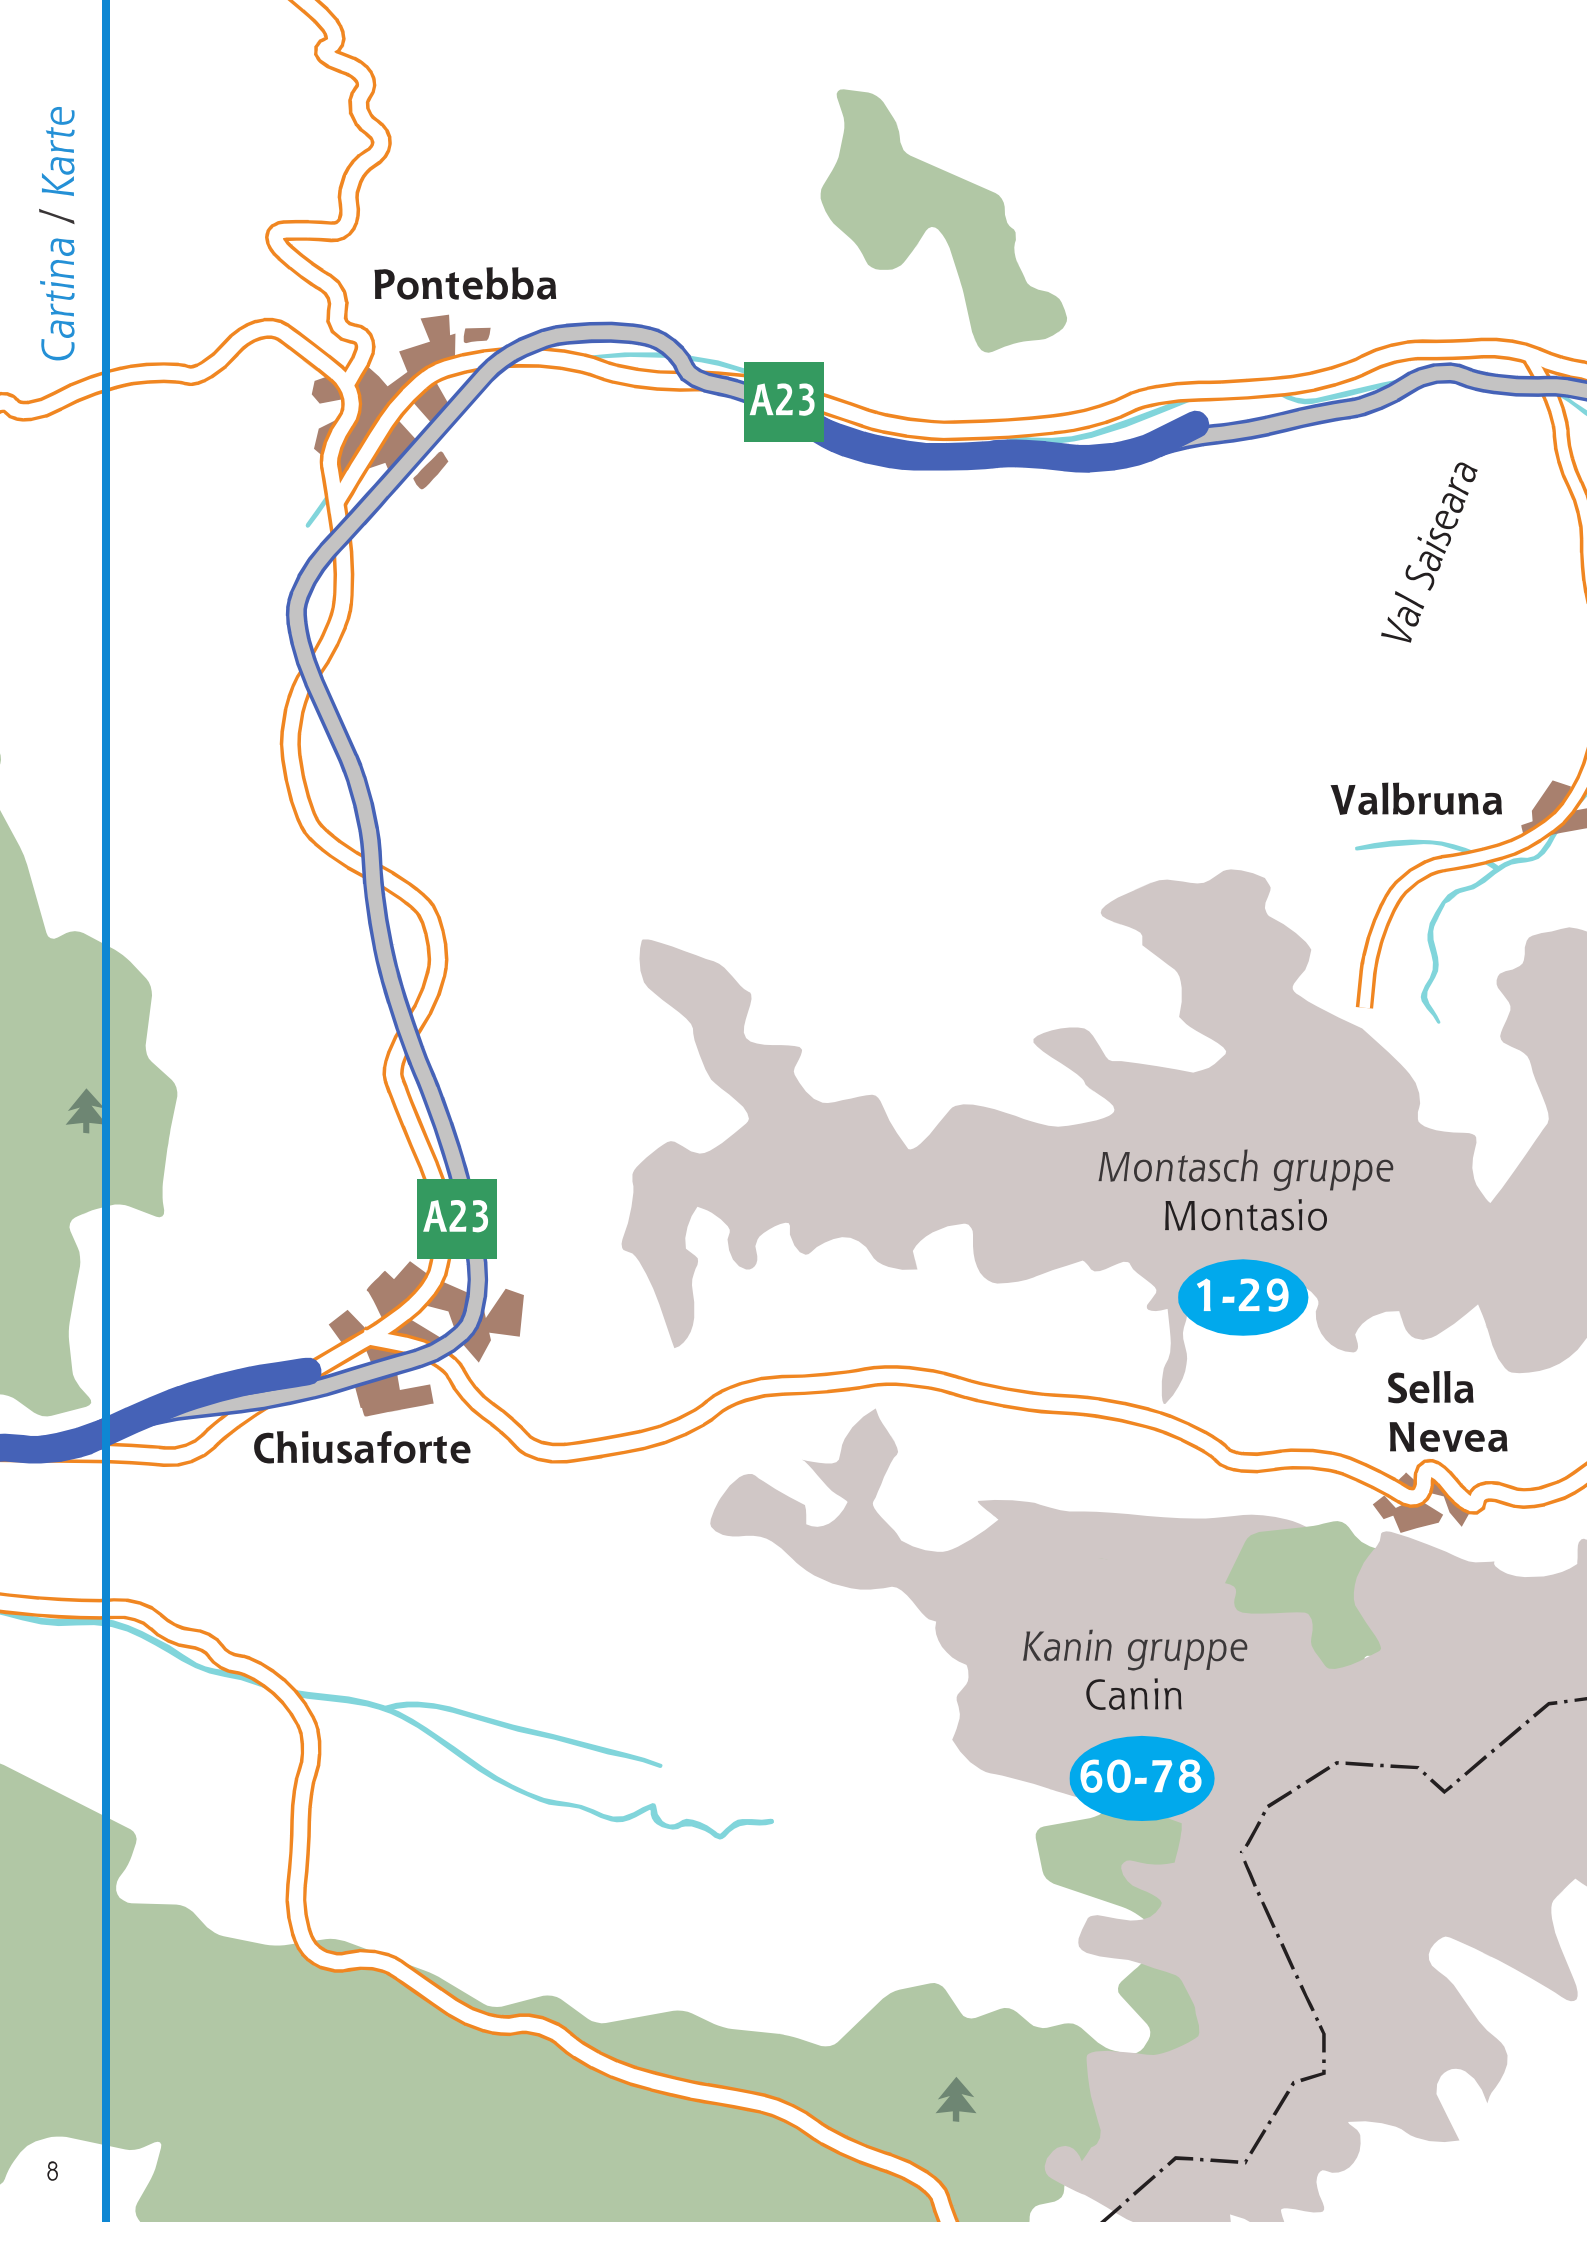 Cartina / Karte
Pontebba
A23
Val Saiseara
Valbruna
Montasch gruppe
Montasio
1-29
A23
Sella
Nevea
Chiusaforte
Kanin gruppe
Canin
60-78
8